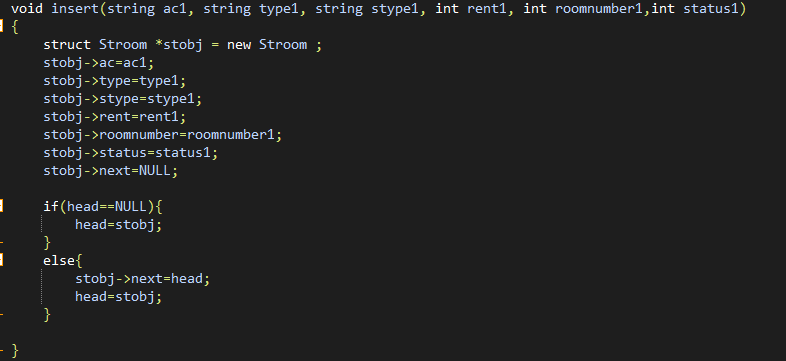 void insert(string ac1, string type1, string stype1, int rent1, int roomnumber1,int status1)
{
    struct Stroom *stobj = new Stroom ;
    stobj->ac=ac1;
    stobj->type=type1;
    stobj->stype=stype1;
    stobj->rent=rent1;
    stobj->roomnumber=roomnumber1;
    stobj->status=status1;
    stobj->next=NULL;

    if(head==NULL){
        head=stobj;
    }
    else{
        stobj->next=head;
        head=stobj;
    }

}